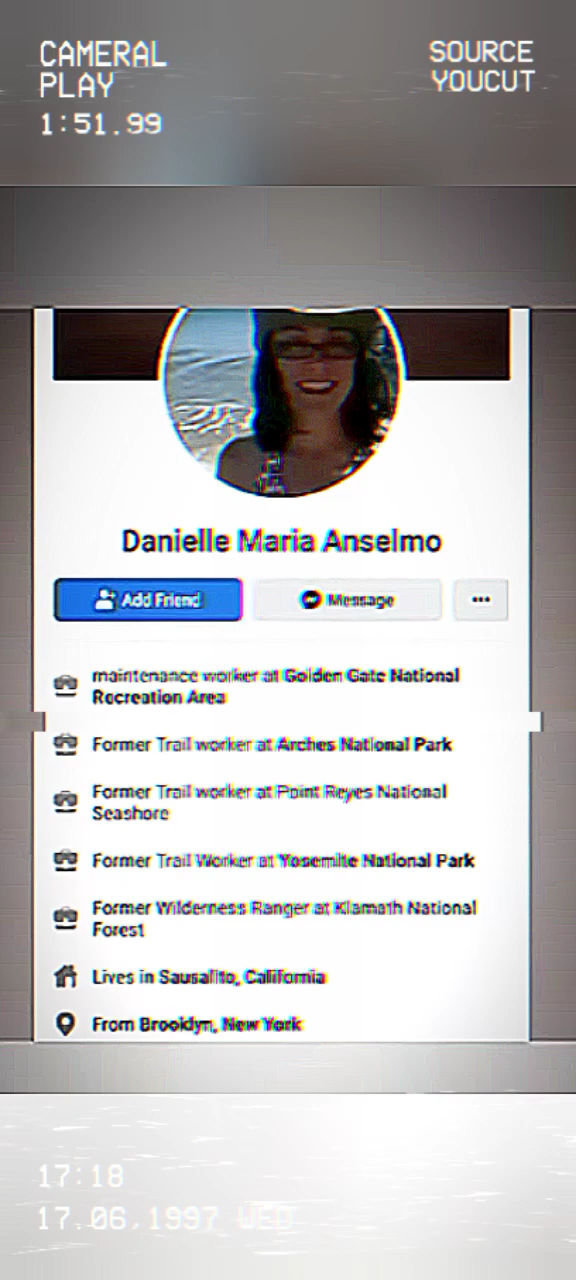 CAMERAL
PLAY
1:51.99
SOURCE
YOUCUT
Danielle Maria Anselmo
Add Friend
Message
maintenance worker at Golden Gate National
Recreation Area
Former Trail worker at Arches National Park
Former Trail worker at Point Reyes National
Seashore
Former Trail Worker at Yosemite National Park
Former Wilderness Ranger at Klamath National
Forest
Lives in Sausalito, California
From Brooklyn, New York
17:18
17.06.1997 WED